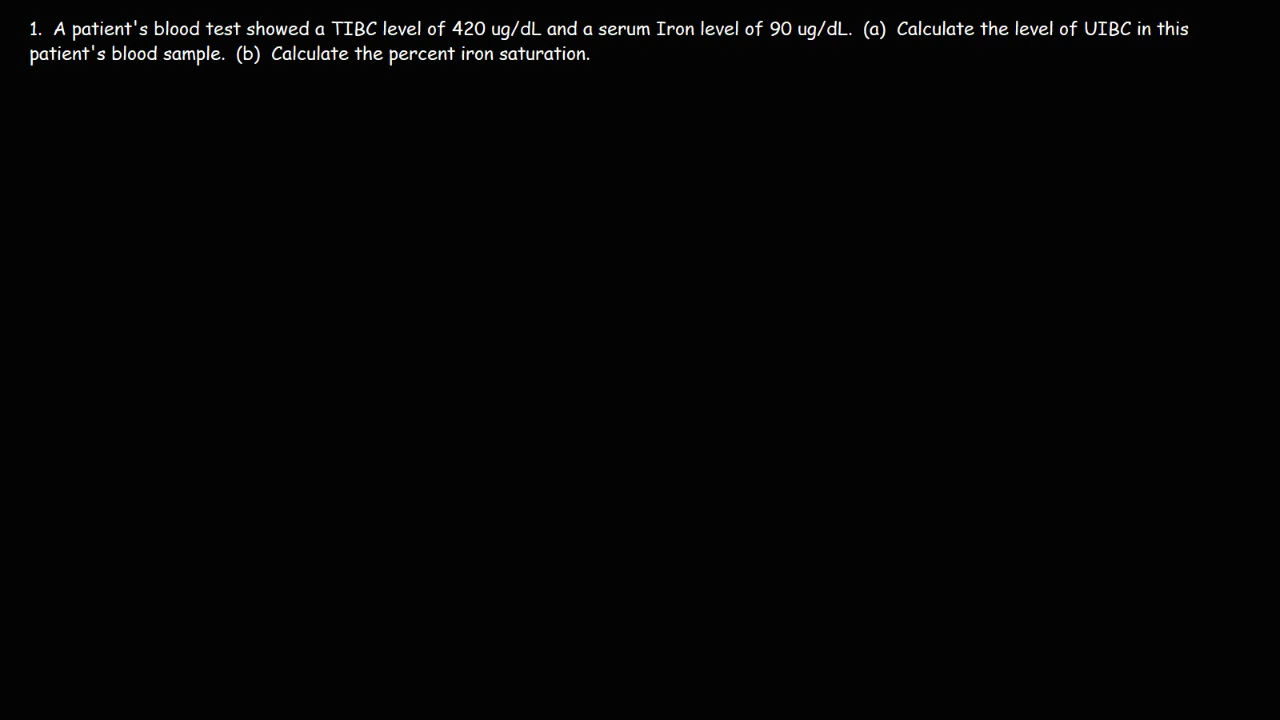 1.  A patient's blood test showed a TIBC level of 420 ug/dL and a serum Iron level of 90 ug/dL.  (a)  Calculate the level of UIBC in this
patient's blood sample.  (b)  Calculate the percent iron saturation.